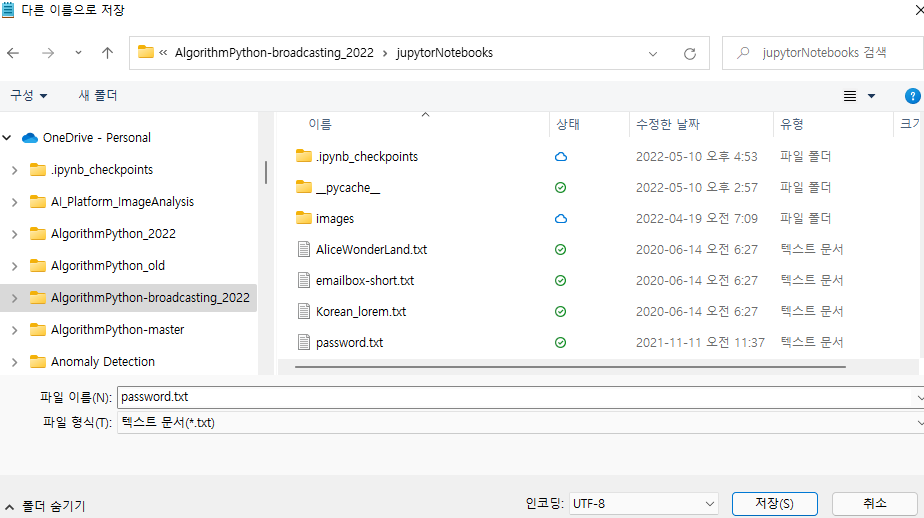 다른 이름으로 저장
« AlgorithmPython-broadcasting_2022 › jupytorNotebooks
jupytorNotebooks 검색
구성 새 폴더
이름 상태 수정한 날짜 유형 크기
OneDrive - Personal
.ipynb_checkpoints
AI_Platform_ImageAnalysis
AlgorithmPython_2022
AlgorithmPython_old
AlgorithmPython-broadcasting_2022
AlgorithmPython-master
Anomaly Detection
.ipynb_checkpoints 2022-05-10 오후 4:53 파일 폴더
__pycache__ 2022-05-10 오후 2:57 파일 폴더
images 2022-04-19 오전 7:09 파일 폴더
AliceWonderLand.txt 2020-06-14 오전 6:27 텍스트 문서
emailbox-short.txt 2020-06-14 오전 6:27 텍스트 문서
Korean_lorem.txt 2020-06-14 오전 6:27 텍스트 문서
password.txt 2021-11-11 오전 11:37 텍스트 문서
파일 이름(N): password.txt
파일 형식(T): 텍스트 문서(*.txt)
폴더 숨기기 인코딩: UTF-8 저장(S) 취소